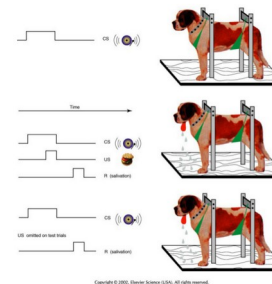 CS
Time
CS
US
R (salivation)
CS
US omitted on test trials
R (salivation)
Copyright © 2000, Elsevier Science (USA). All rights reserved.